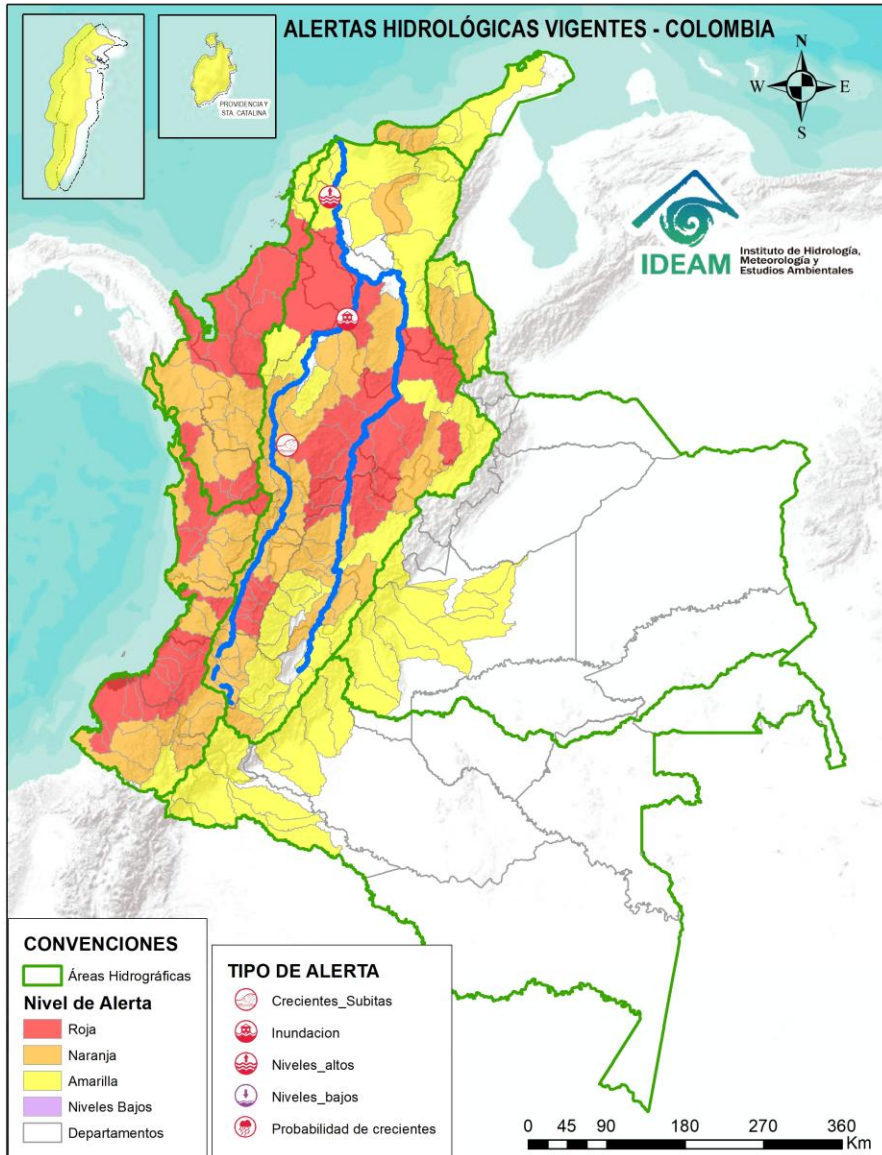 ALERTAS HIDROLÓGICAS VIGENTES - COLOMBIA
N
W
E
S
PROVIDENCIA Y
STA. CATALINA
IDEAM
Instituto de Hidrología,
Meteorología y
Estudios Ambientales
CONVENCIONES
Áreas Hidrográficas
Nivel de Alerta
Roja
Naranja
Amarilla
Niveles Bajos
Departamentos
TIPO DE ALERTA
Crecientes_Subitas
Inundacion
Niveles_altos
Niveles_bajos
Probabilidad de crecientes
0 45 90 180 270 360
Km